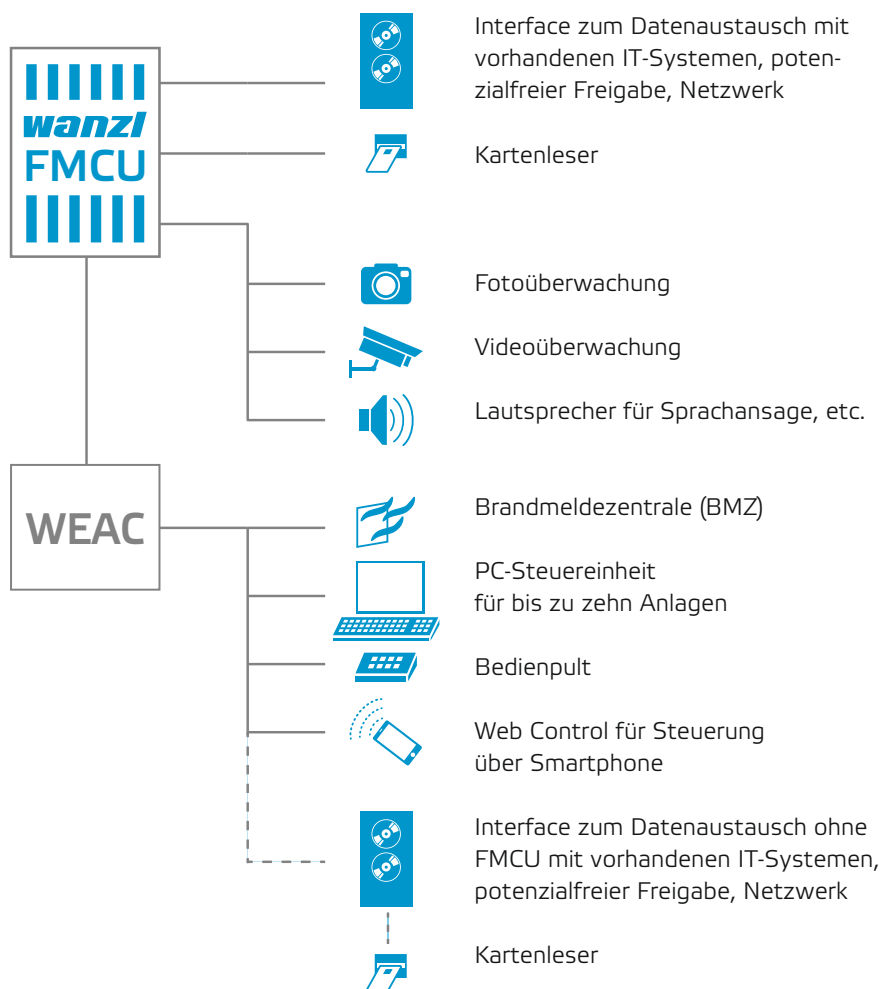 Interface zum Datenaustausch mit
vorhandenen IT-Systemen, poten-
zialfreier Freigabe, Netzwerk
wanzl
FMCU
Kartenleser
Fotoüberwachung
Videoüberwachung
Lautsprecher für Sprachansage, etc.
WEAC
Brandmeldezentrale (BMZ)
PC-Steuereinheit
für bis zu zehn Anlagen
Bedienpult
Web Control für Steuerung
über Smartphone
Interface zum Datenaustausch ohne
FMCU mit vorhandenen IT-Systemen,
potenzialfreier Freigabe, Netzwerk
Kartenleser